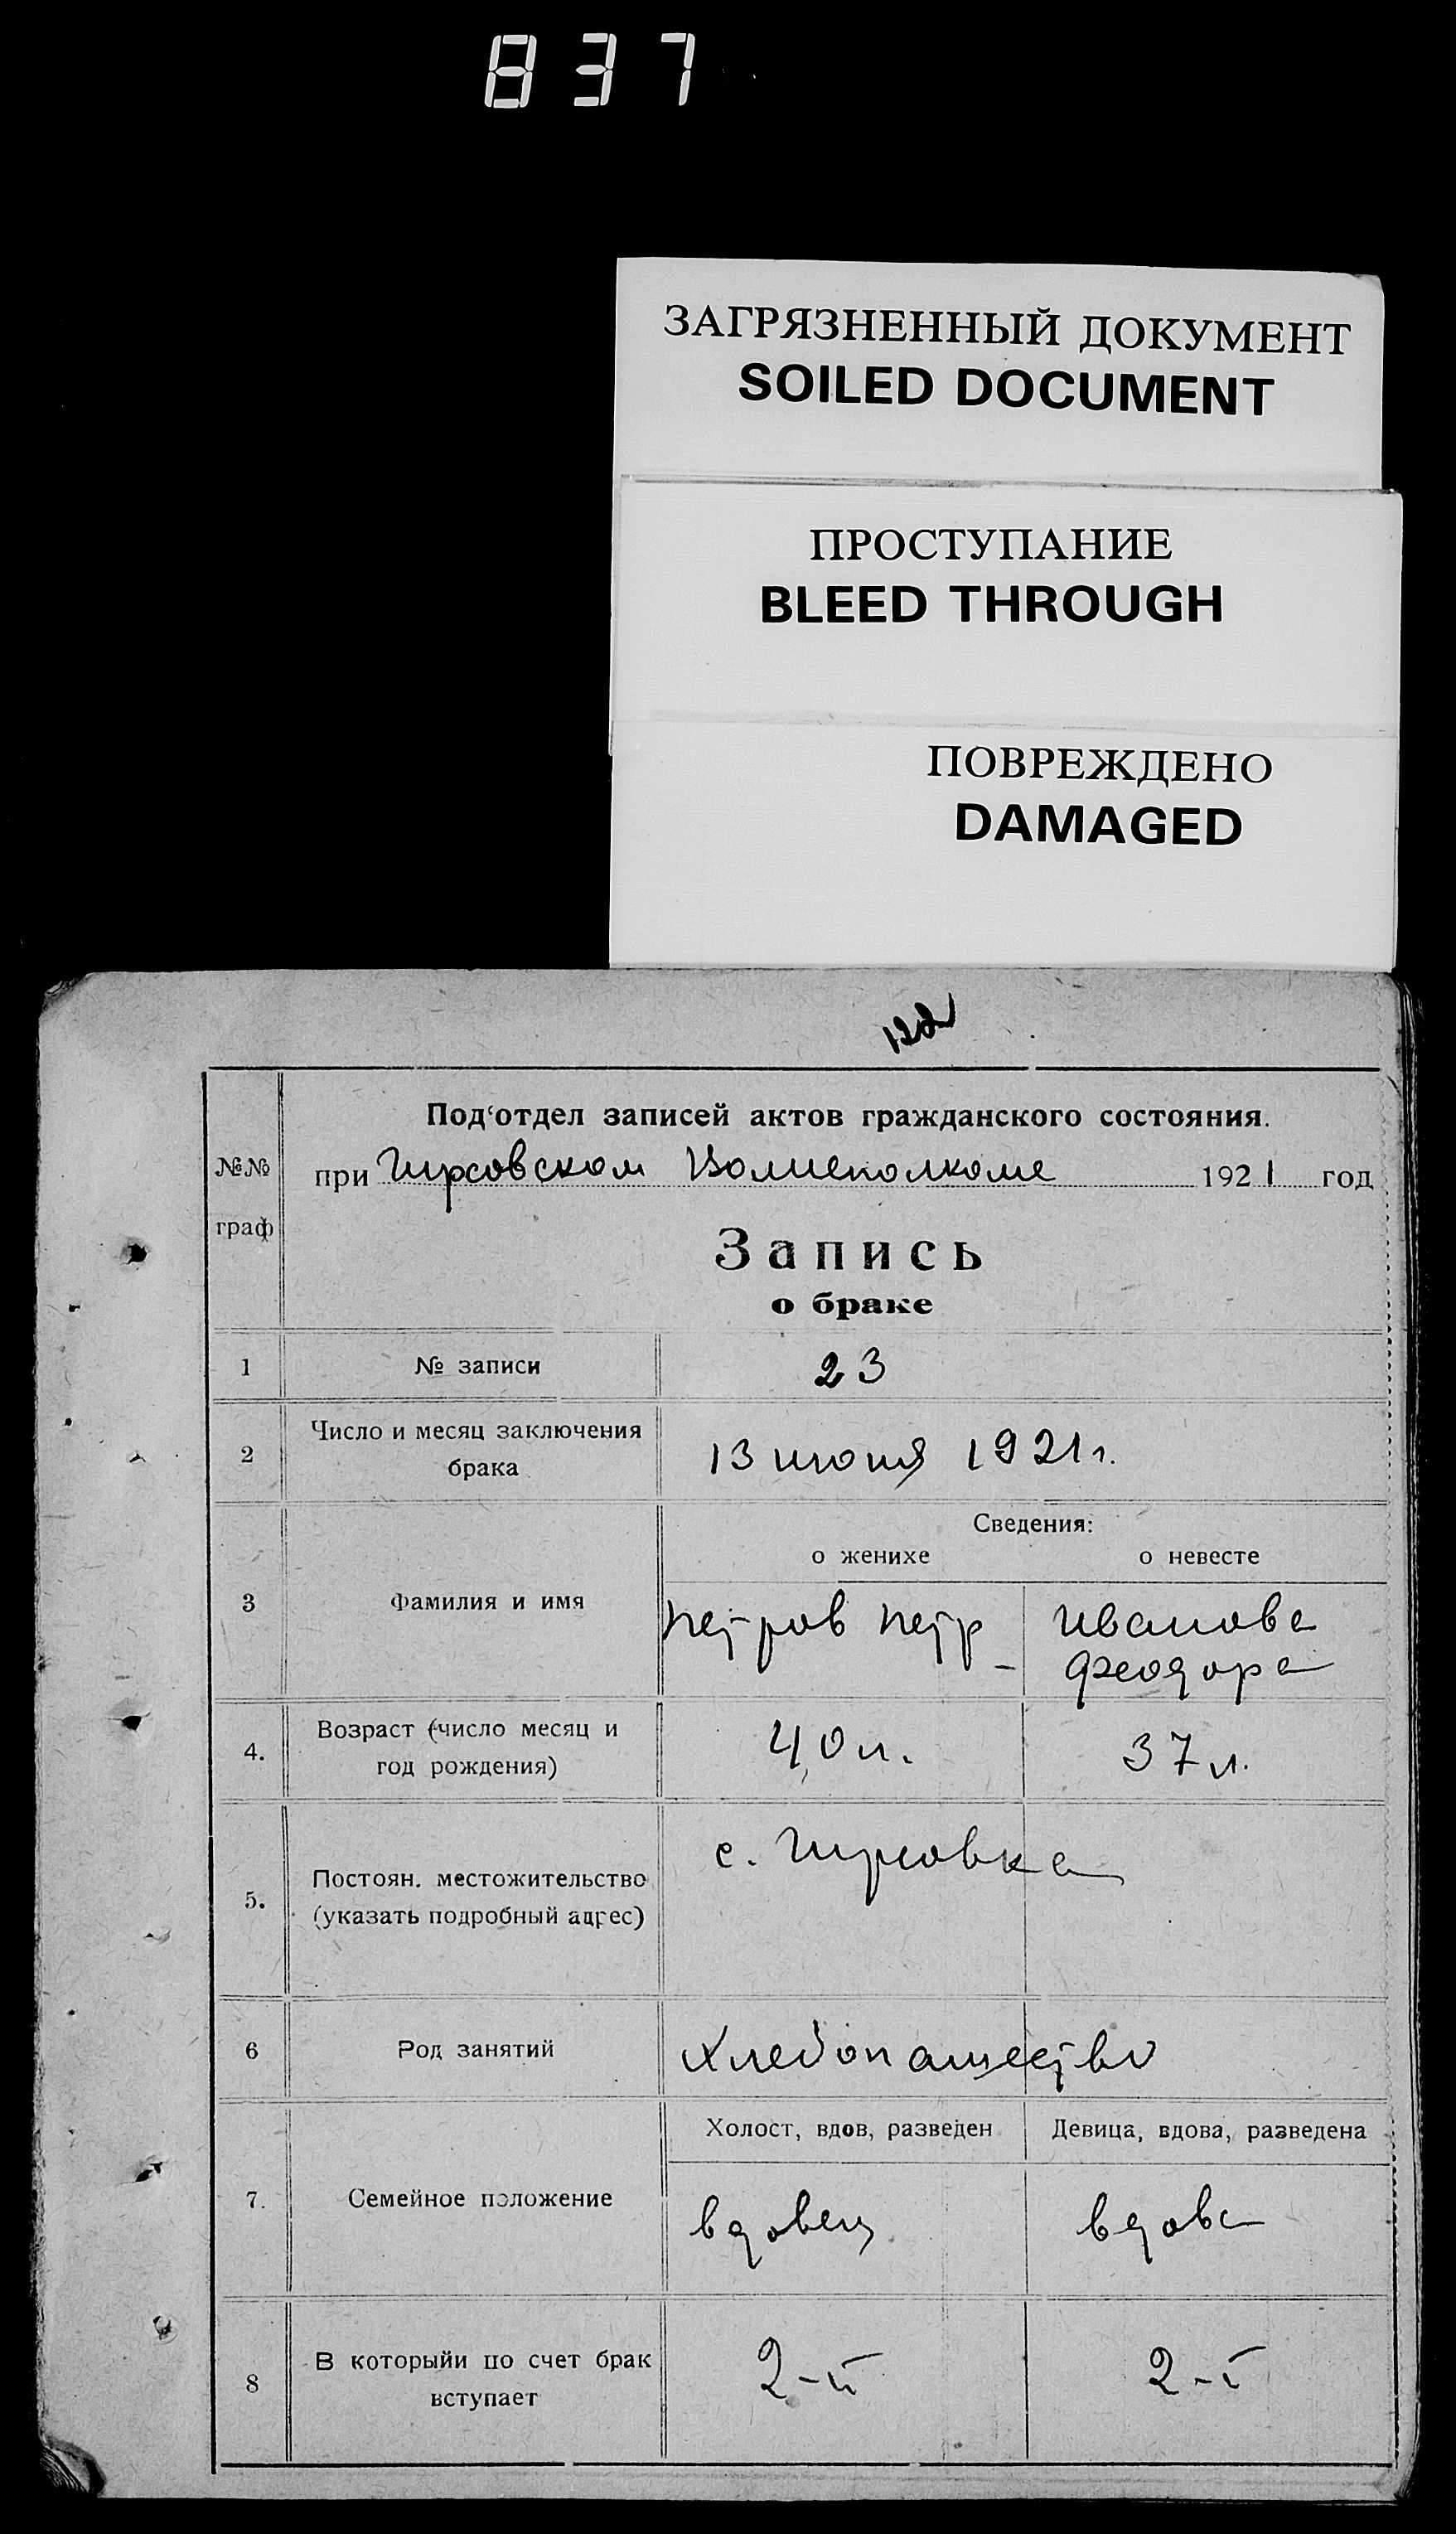 837
ЗАГРЯЗНЕННЫЙ ДОКУМЕНТ
SOILED DOCUMENT
ПРОСТУПАНИЕ
BLEED THROUGH
ПОВРЕЖДЕНО
DAMAGED
122
Под‘отдел записей актов гражданского состояния.
№№ граф
при Гирсовском Волисполкоме 1921 год
Запись
о браке
1 № записи 23
2 Число и месяц заключения брака 13 июня 1921 г.
Сведения:
о женихе о невесте
3 Фамилия и имя Петров Петр Иванова
Феодора
4. Возраст (число месяц и год рождения) 40 л. 37 л.
5. Постоян. местожительство (указать подробный адрес) с. Гирсовка
6 Род занятий Хлебопашество
Холост, вдов, разведен Девица, вдова, разведена
7. Семейное положение вдовец вдова
8 В которыйи по счет брак вступает 2-й 2-й